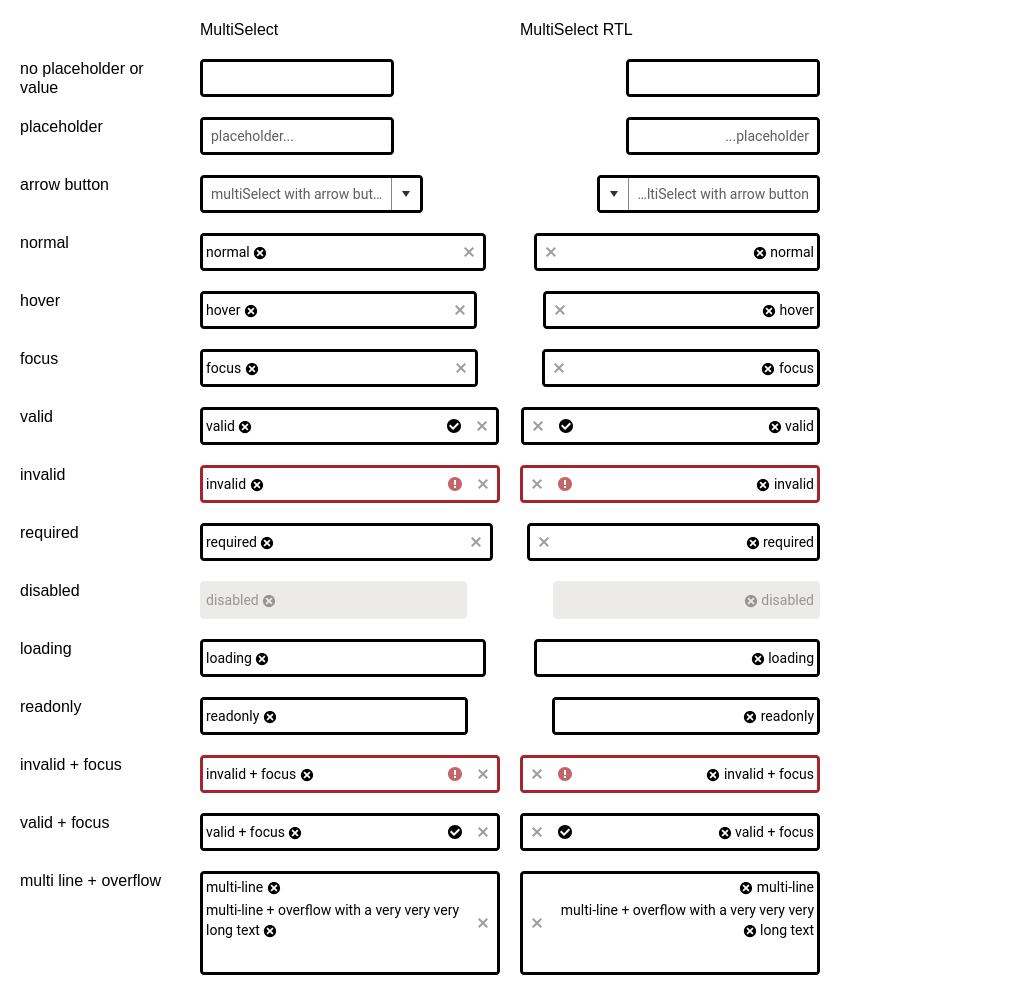 MultiSelect MultiSelect RTL
no placeholder or
value
placeholder placeholder... ...placeholder
arrow button multiSelect with arrow but... ...ltiSelect with arrow button
normal normal normal
hover hover hover
focus focus focus
valid valid valid
invalid invalid invalid
required required required
disabled disabled disabled
loading loading loading
readonly readonly readonly
invalid + focus invalid + focus invalid + focus
valid + focus valid + focus valid + focus
multi line + overflow multi-line multi-line
multi-line + overflow with a very very very multi-line + overflow with a very very very
long text long text